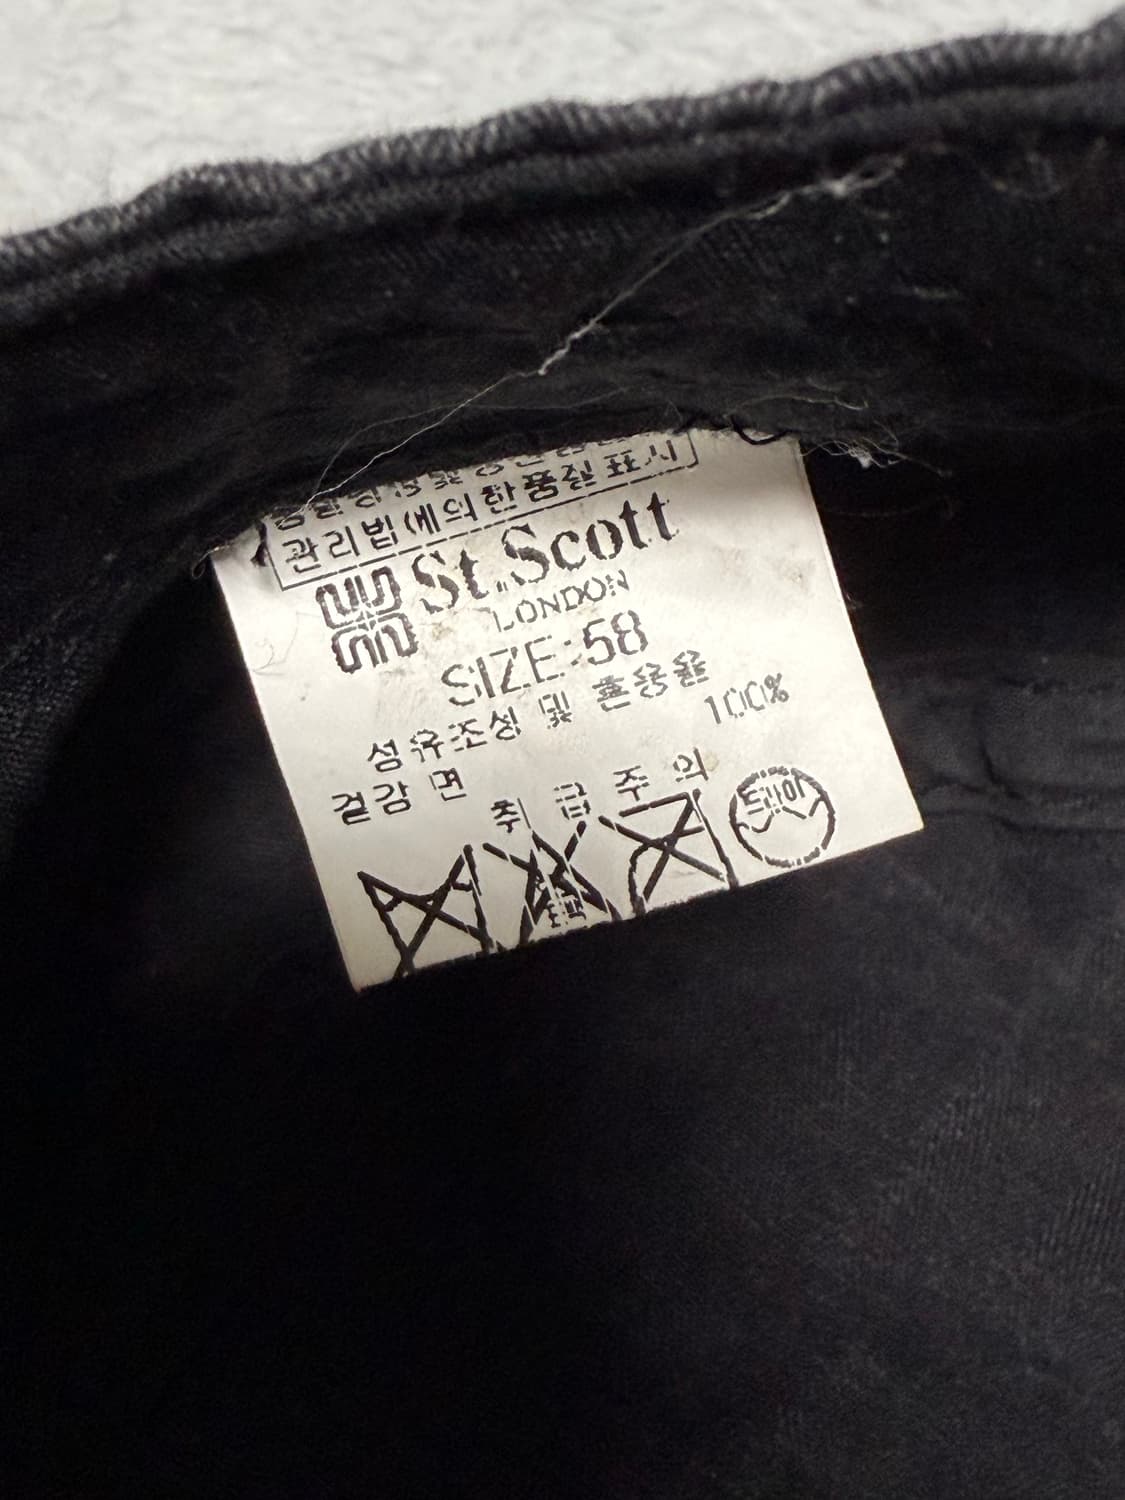 관리법)에의한품질표시
St.Scott
LONDON
SIZE:58
섬유조성 및 혼용율
겉감 면 100%
취 급 주 의
드라이